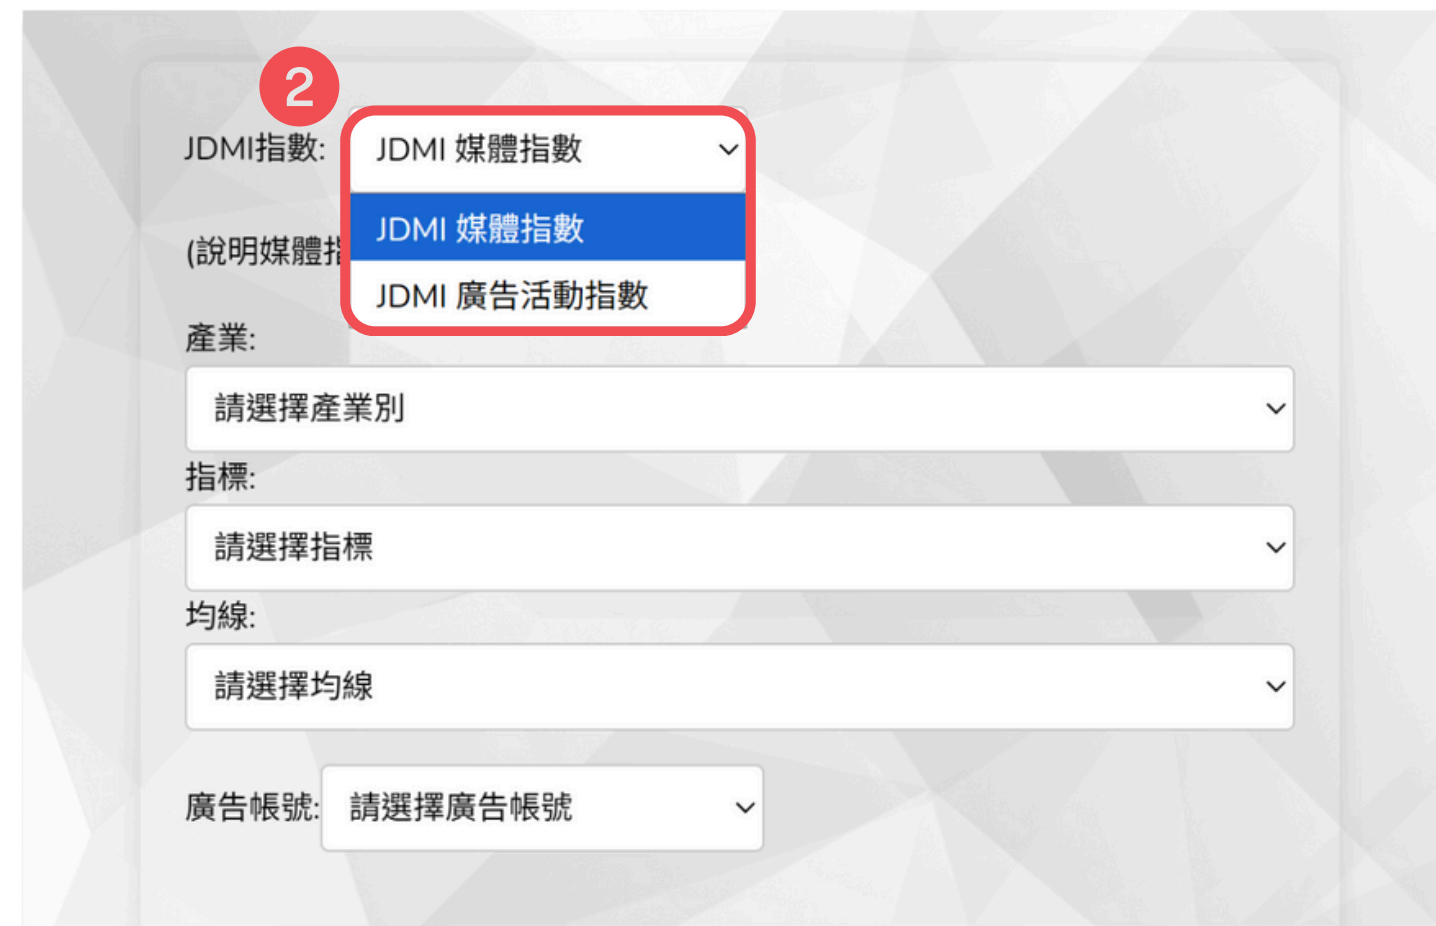 2
JDMI指數: JDMI 媒體指數
JDMI 媒體指數
(說明媒體
JDMI 廣告活動指數
產業:
請選擇產業別
指標:
請選擇指標
均線:
請選擇均線
廣告帳號: 請選擇廣告帳號